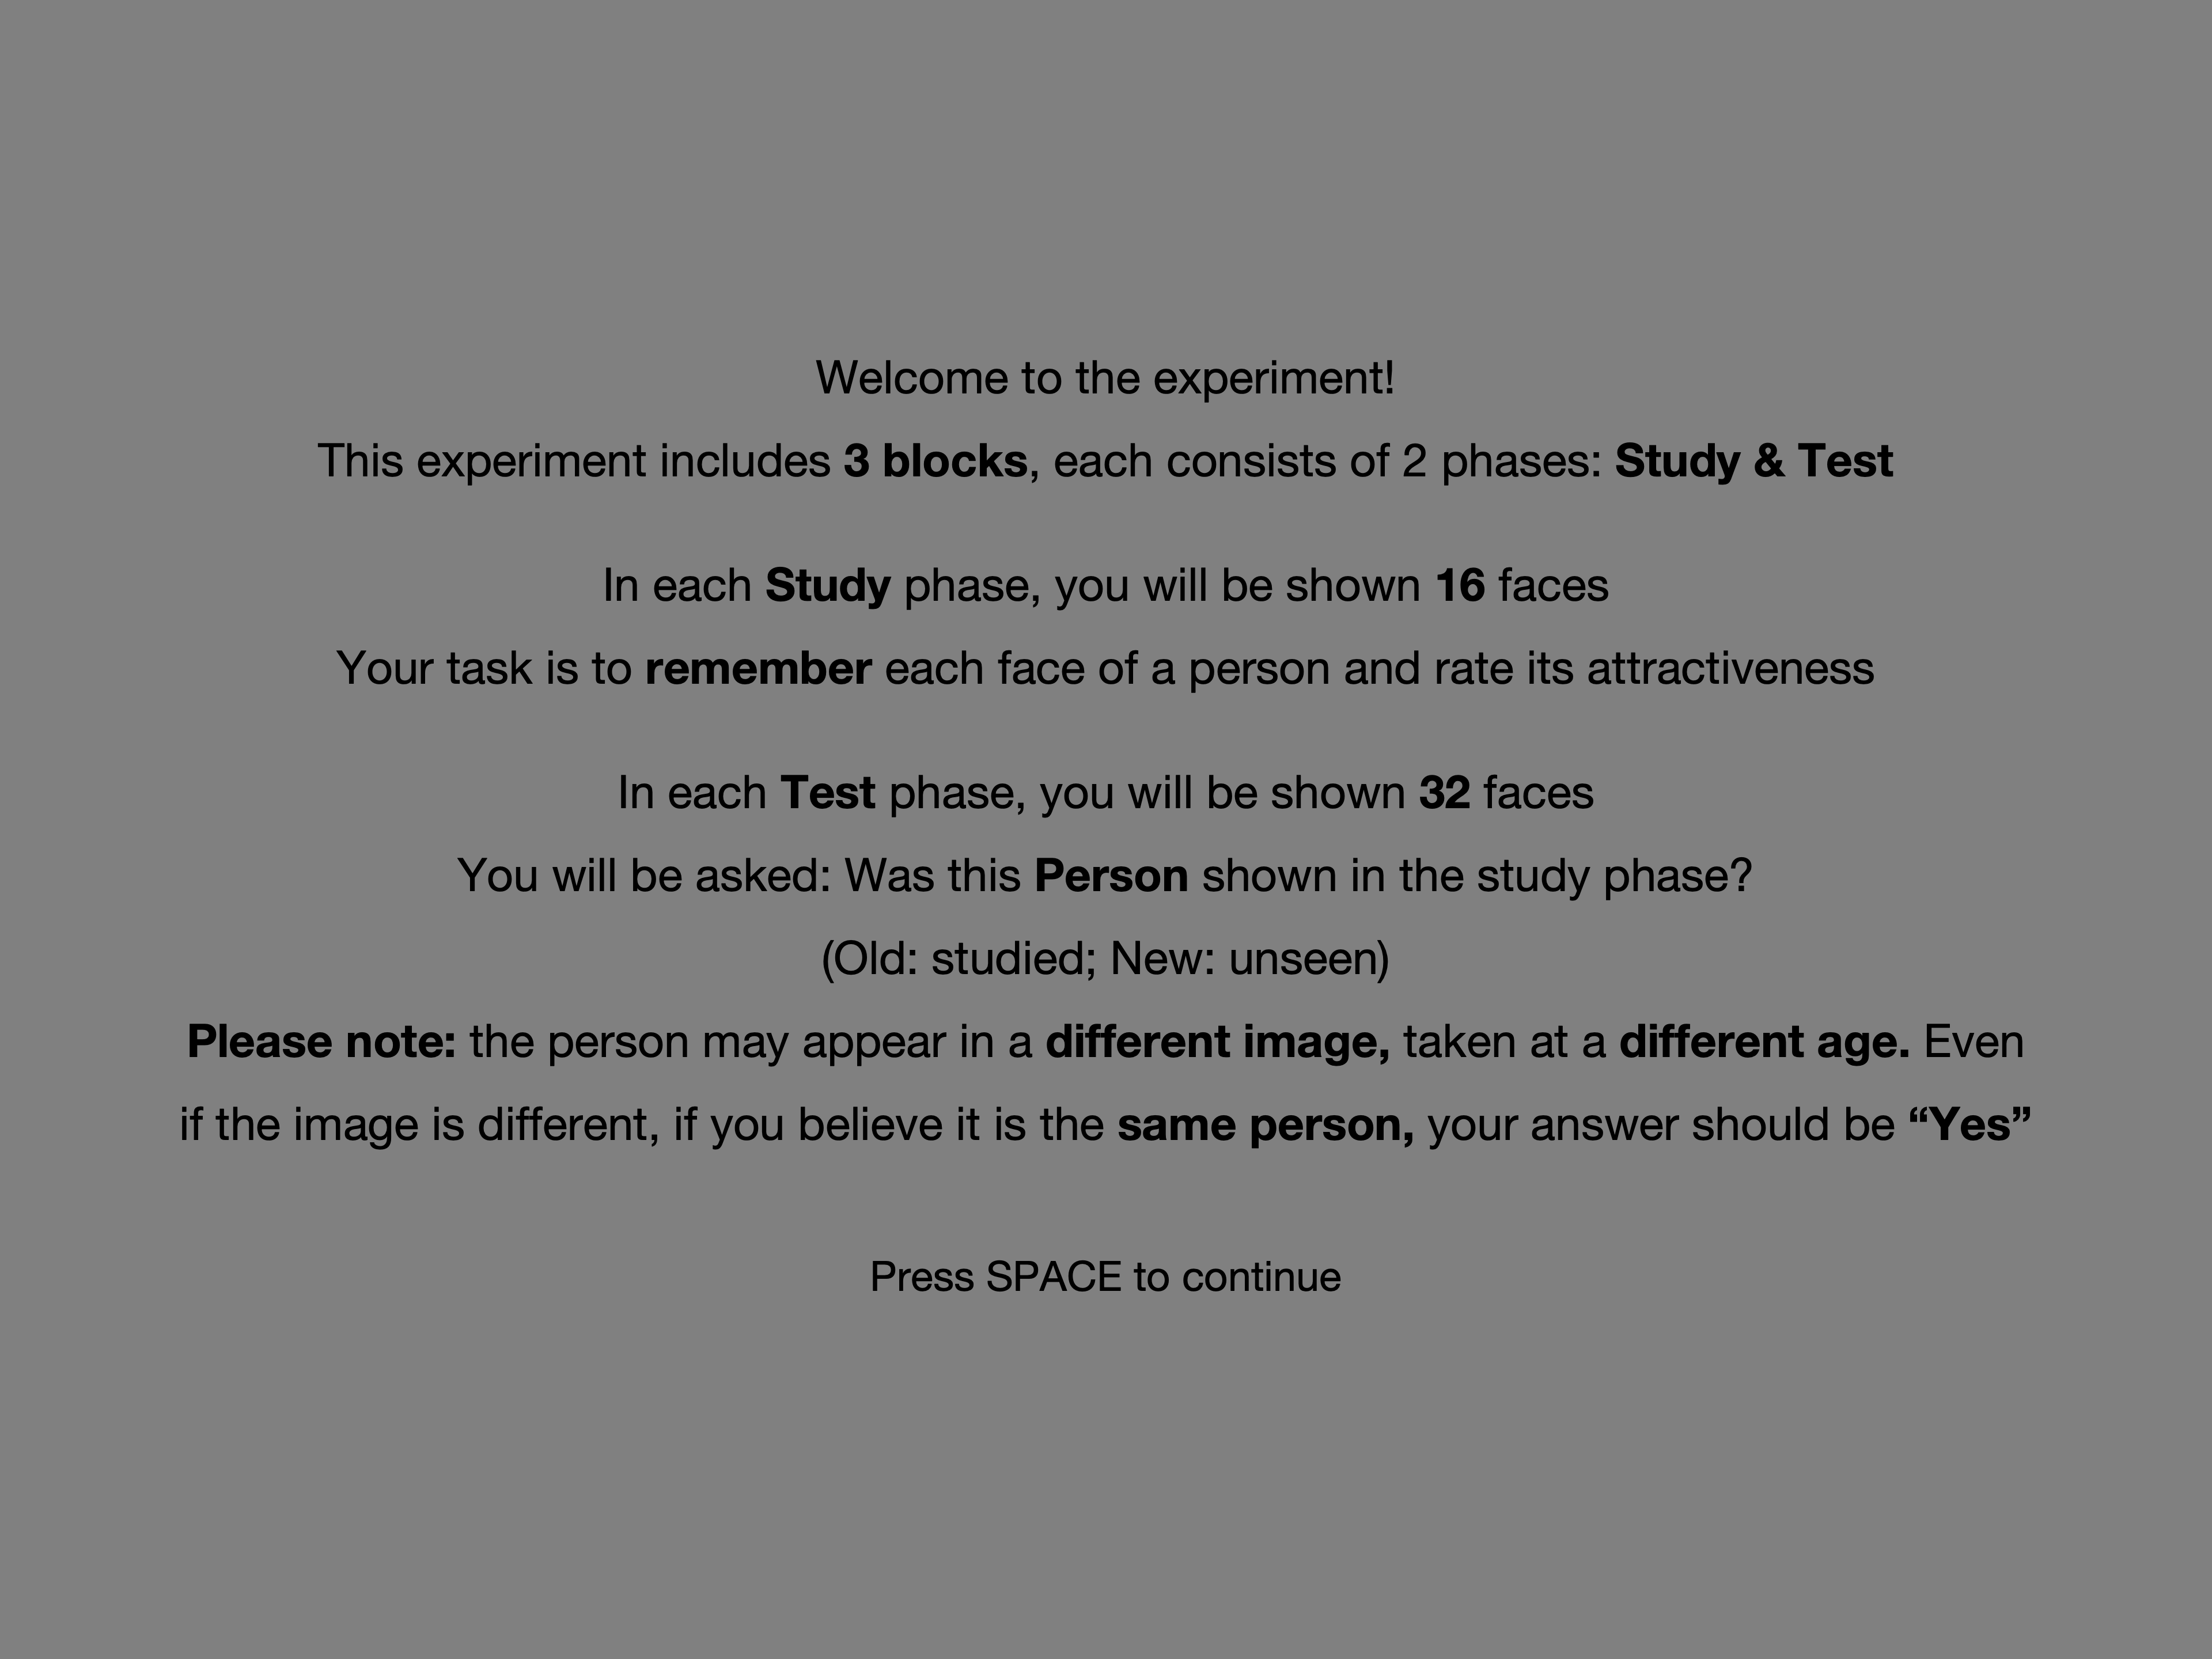 Welcome to the experiment!
This experiment includes 3 blocks, each consists of 2 phases: Study & Test
In each Study phase, you will be shown 16 faces
Your task is to remember each face of a person and rate its attractiveness
In each Test phase, you will be shown 32 faces
You will be asked: Was this Person shown in the study phase?
(Old: studied; New: unseen)
Please note: the person may appear in a different image, taken at a different age. Even
if the image is different, if you believe it is the same person, your answer should be “Yes”
Press SPACE to continue